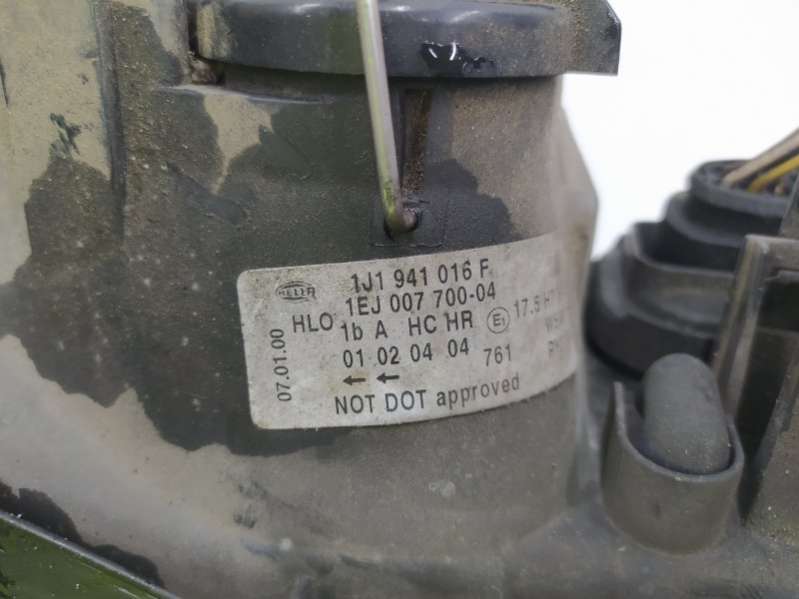 HELLA
1J1 941 016 F
1EJ 007 700-04
HLO 1b A HC HR E1 17.5
01 02 04 04 761
← ←
NOT DOT approved
07.01.00